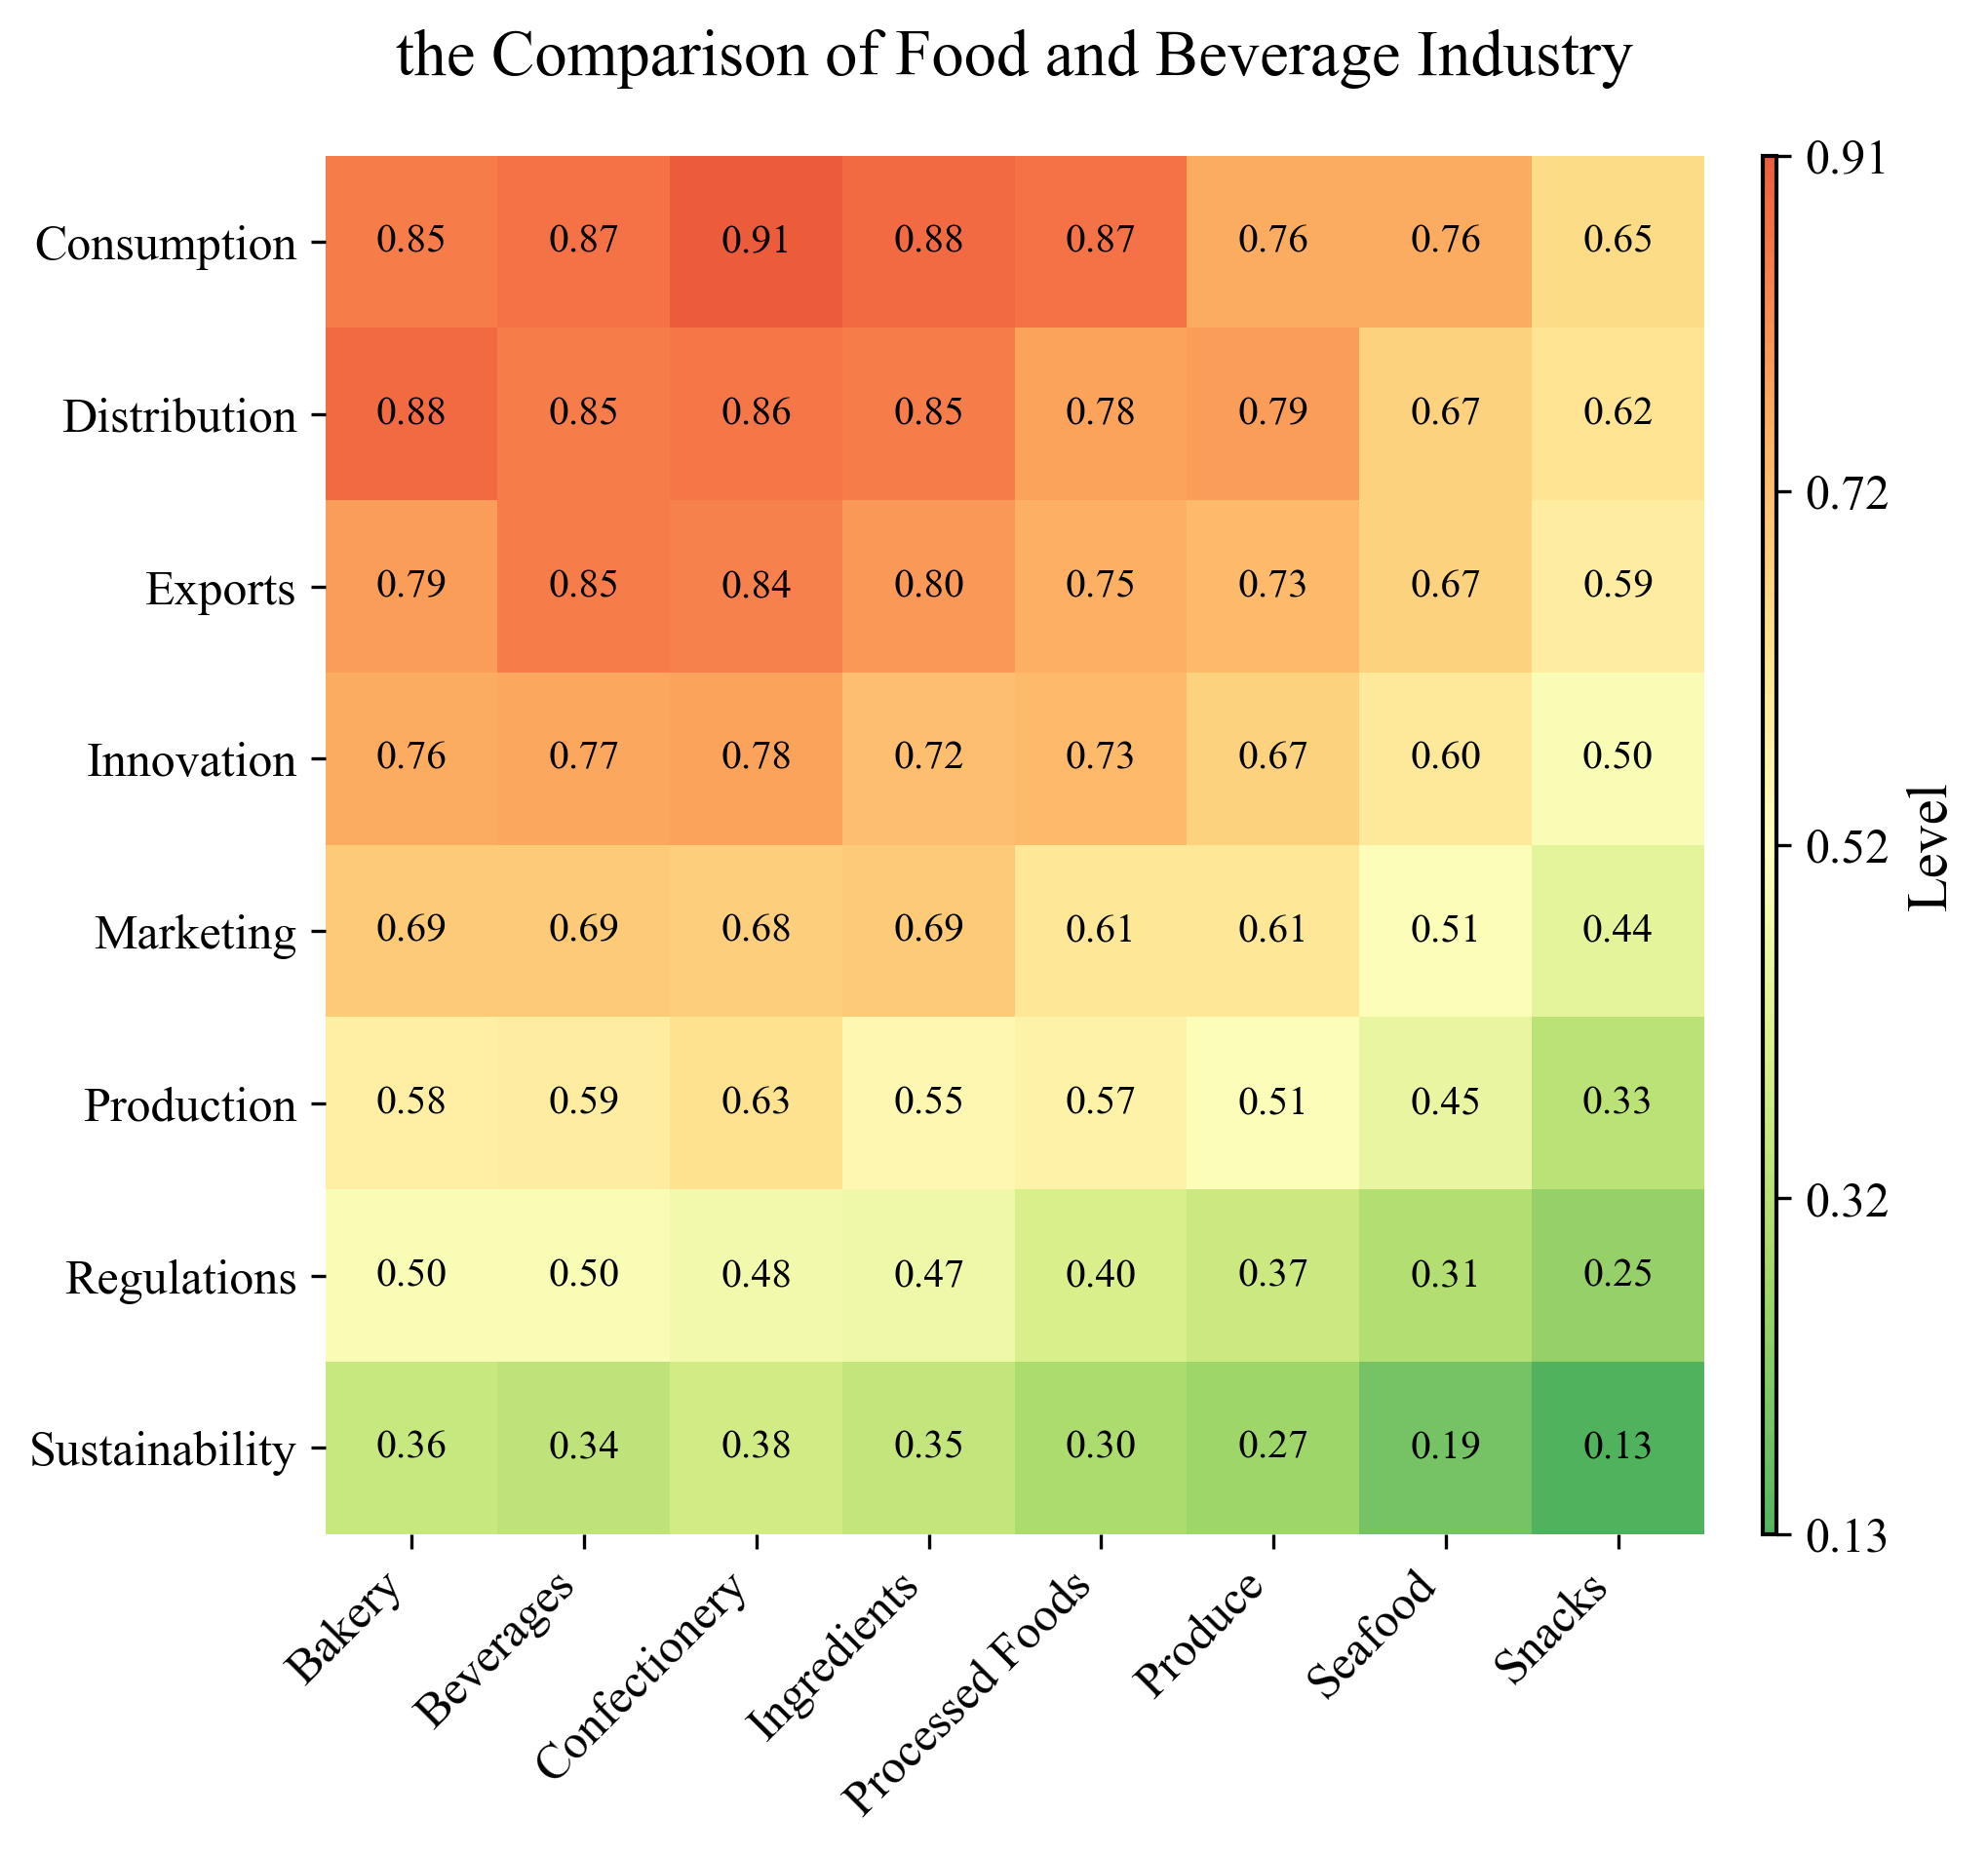 the Comparison of Food and Beverage Industry
Consumption 0.85 0.87 0.91 0.88 0.87 0.76 0.76 0.65
Distribution 0.88 0.85 0.86 0.85 0.78 0.79 0.67 0.62
Exports 0.79 0.85 0.84 0.80 0.75 0.73 0.67 0.59
Innovation 0.76 0.77 0.78 0.72 0.73 0.67 0.60 0.50
Marketing 0.69 0.69 0.68 0.69 0.61 0.61 0.51 0.44
Production 0.58 0.59 0.63 0.55 0.57 0.51 0.45 0.33
Regulations 0.50 0.50 0.48 0.47 0.40 0.37 0.31 0.25
Sustainability 0.36 0.34 0.38 0.35 0.30 0.27 0.19 0.13
Bakery
Beverages
Confectionery
Ingredients
Processed Foods
Produce
Seafood
Snacks
0.91
0.72
0.52
0.32
0.13
Level